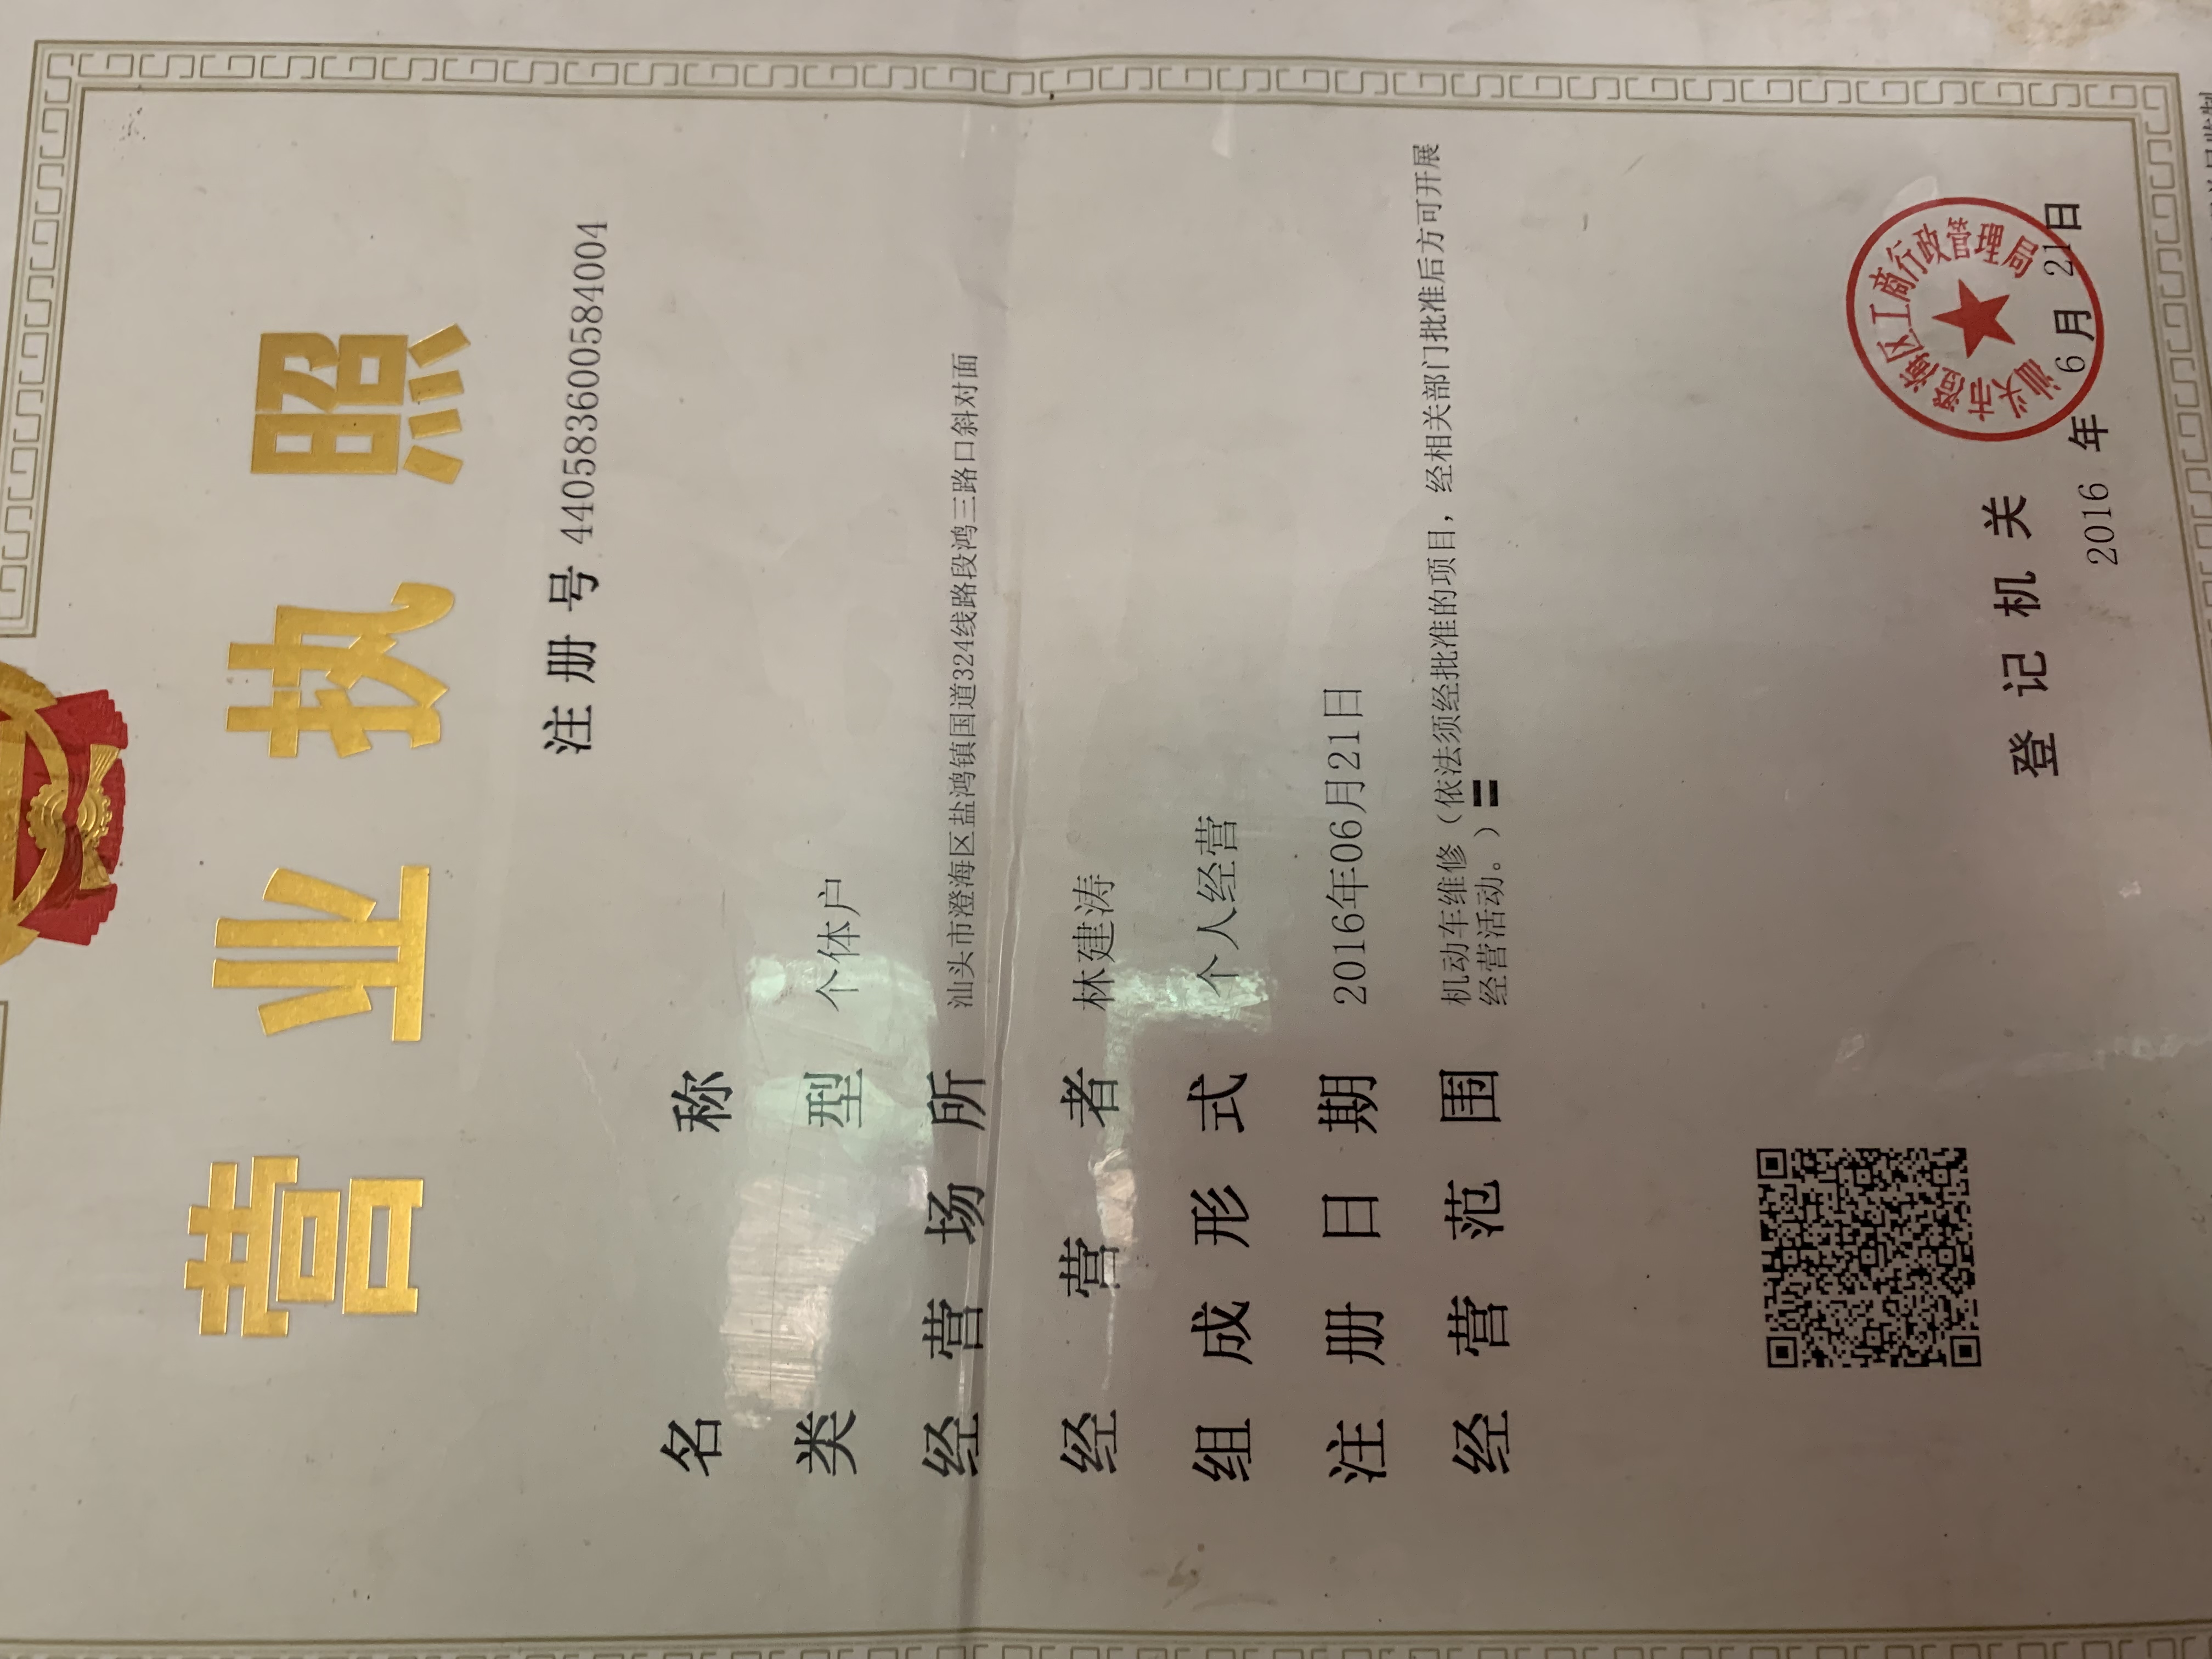 营业执照
注册号 440583600584004
名称
类型 个体户
经营场所 汕头市澄海区盐鸿镇国道324线路段鸿三路口斜对面
经营者 林建涛
组成形式 个人经营
注册日期 2016年06月21日
经营范围 机动车维修（依法须经批准的项目，经相关部门批准后方可开展
经营活动。）〓
汕头市澄海区工商行政管理局
登记机关
2016 年 6 月 21 日